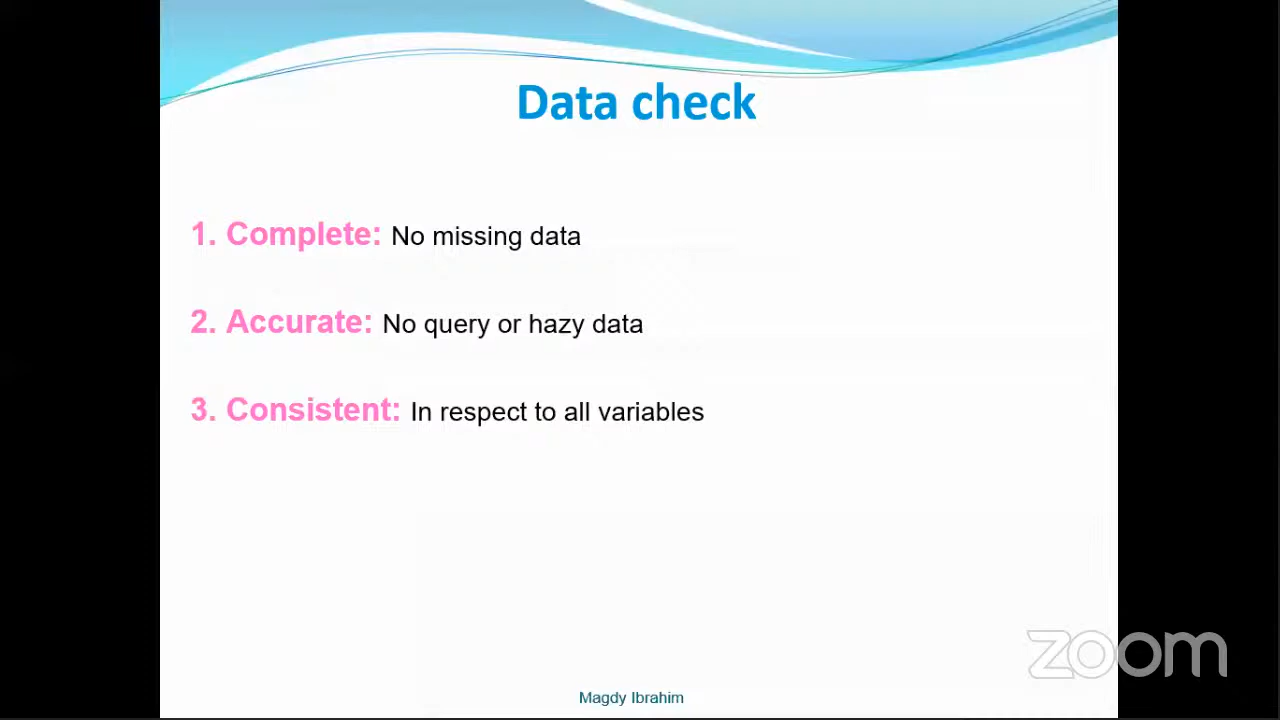 Data check
1. Complete: No missing data
2. Accurate: No query or hazy data
3. Consistent: In respect to all variables
zoom
Magdy Ibrahim